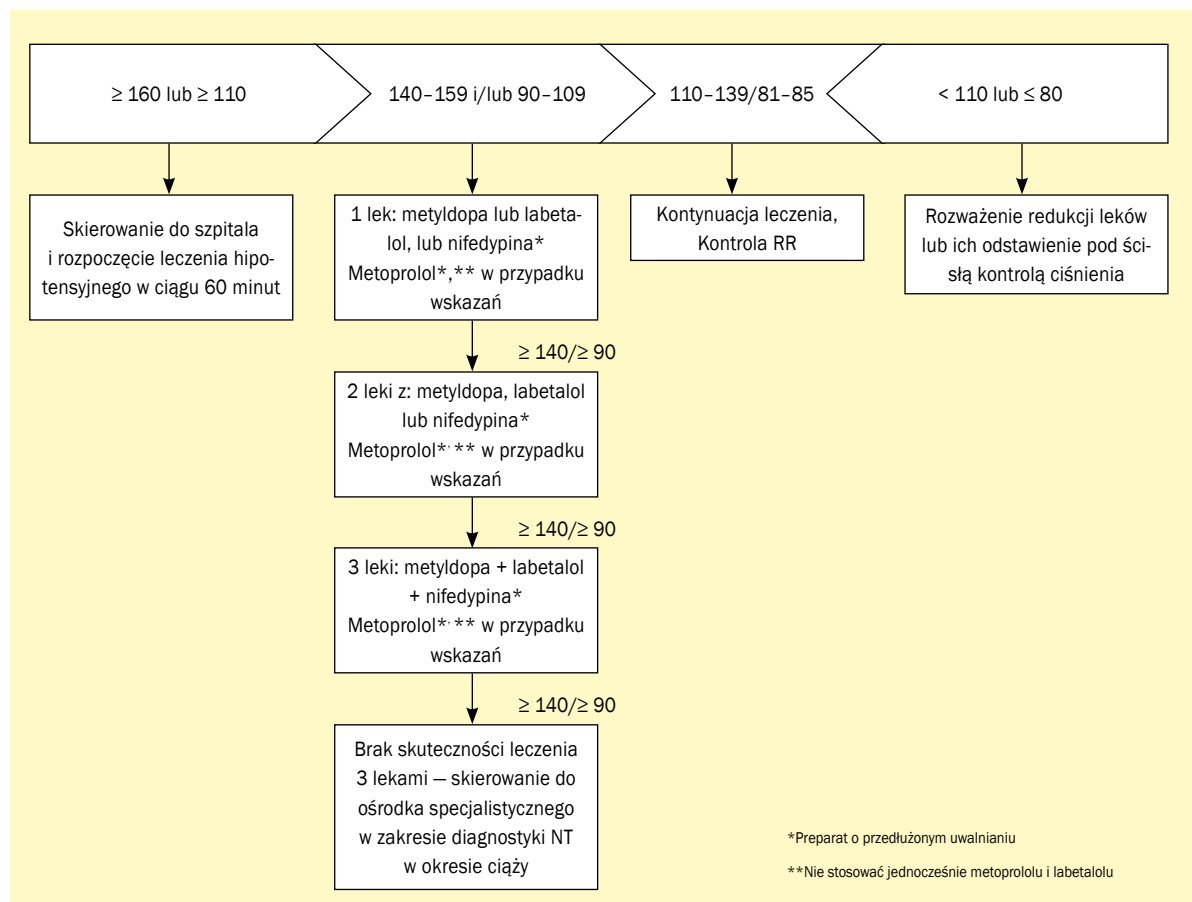 ≥ 160 lub ≥ 110
140–159 i/lub 90–109
110–139/81–85
< 110 lub ≤ 80
Skierowanie do szpitala
i rozpoczęcie leczenia hipo-
tensyjnego w ciągu 60 minut
1 lek: metyldopa lub labeta-
lol, lub nifedypina*
Metoprolol*,** w przypadku
wskazań
Kontynuacja leczenia,
Kontrola RR
Rozważenie redukcji leków
lub ich odstawienie pod ści-
słą kontrolą ciśnienia
≥ 140/≥ 90
2 leki z: metyldopa, labetalol
lub nifedypina*
Metoprolol*,** w przypadku
wskazań
≥ 140/≥ 90
3 leki: metyldopa + labetalol
+ nifedypina*
Metoprolol*,** w przypadku
wskazań
≥ 140/≥ 90
Brak skuteczności leczenia
3 lekami — skierowanie do
ośrodka specjalistycznego
w zakresie diagnostyki NT
w okresie ciąży
*Preparat o przedłużonym uwalnianiu
**Nie stosować jednocześnie metoprololu i labetalolu